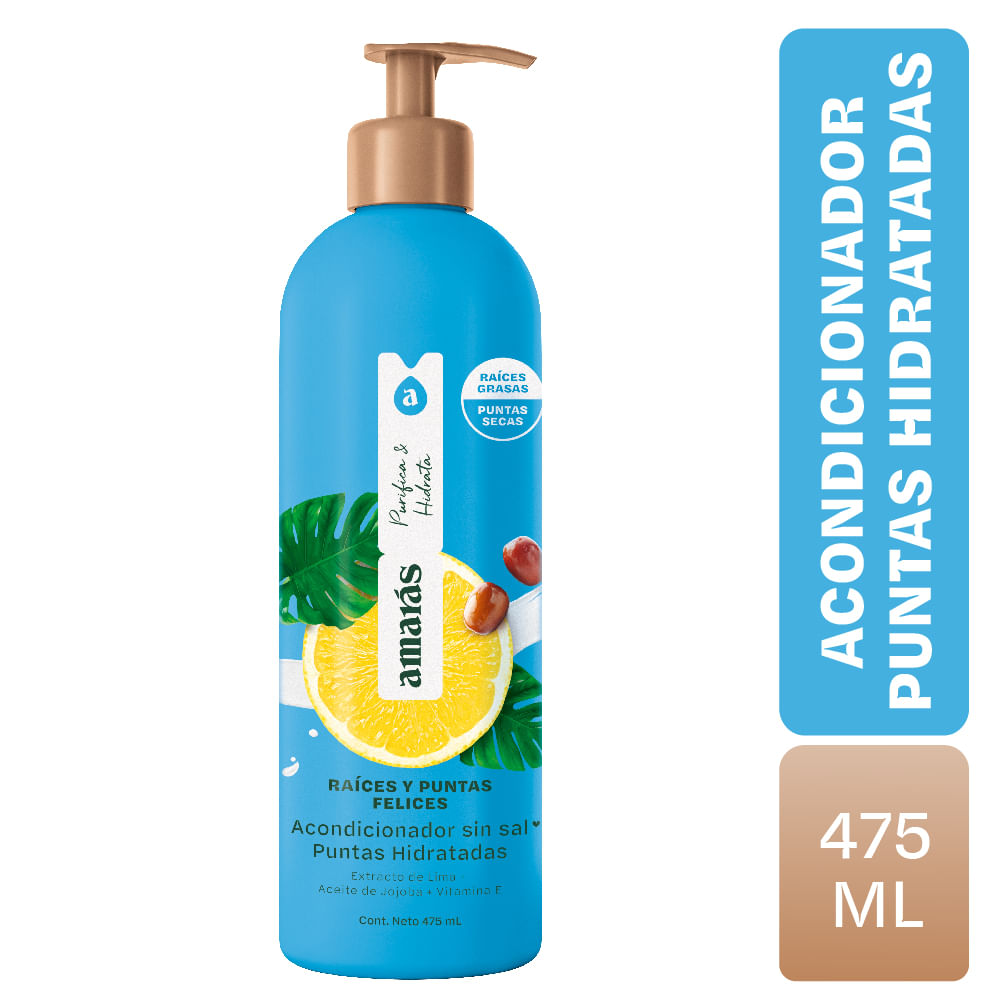 a
Purifica &
Hidrata
amarás
RAÍCES
GRASAS
PUNTAS
SECAS
RAÍCES Y PUNTAS
FELICES
Acondicionador sin sal
Puntas Hidratadas
Extracto de Lima +
Aceite de Jojoba + Vitamina E
Cont. Neto 475 mL
ACONDICIONADOR
PUNTAS HIDRATADAS
475
ML